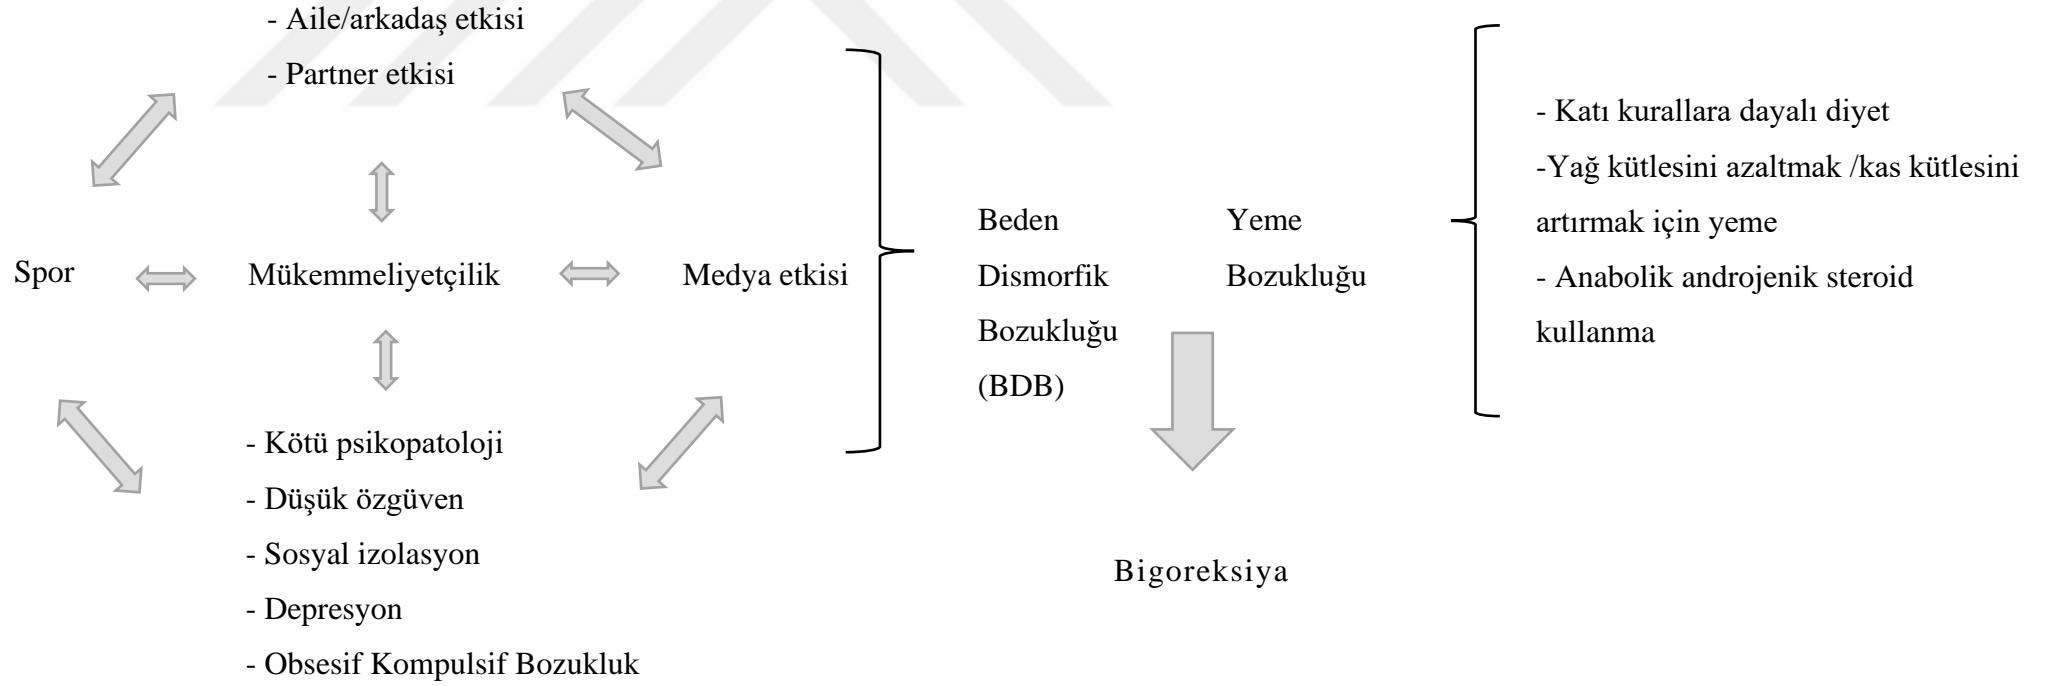 - Aile/arkadaş etkisi
- Partner etkisi
Spor
Mükemmeliyetçilik
Medya etkisi
- Kötü psikopatoloji
- Düşük özgüven
- Sosyal izolasyon
- Depresyon
- Obsesif Kompulsif Bozukluk
Beden
Dismorfik
Bozukluğu
(BDB)
Yeme
Bozukluğu
Bigoreksiya
- Katı kurallara dayalı diyet
-Yağ kütlesini azaltmak /kas kütlesini
artırmak için yeme
- Anabolik androjenik steroid
kullanma